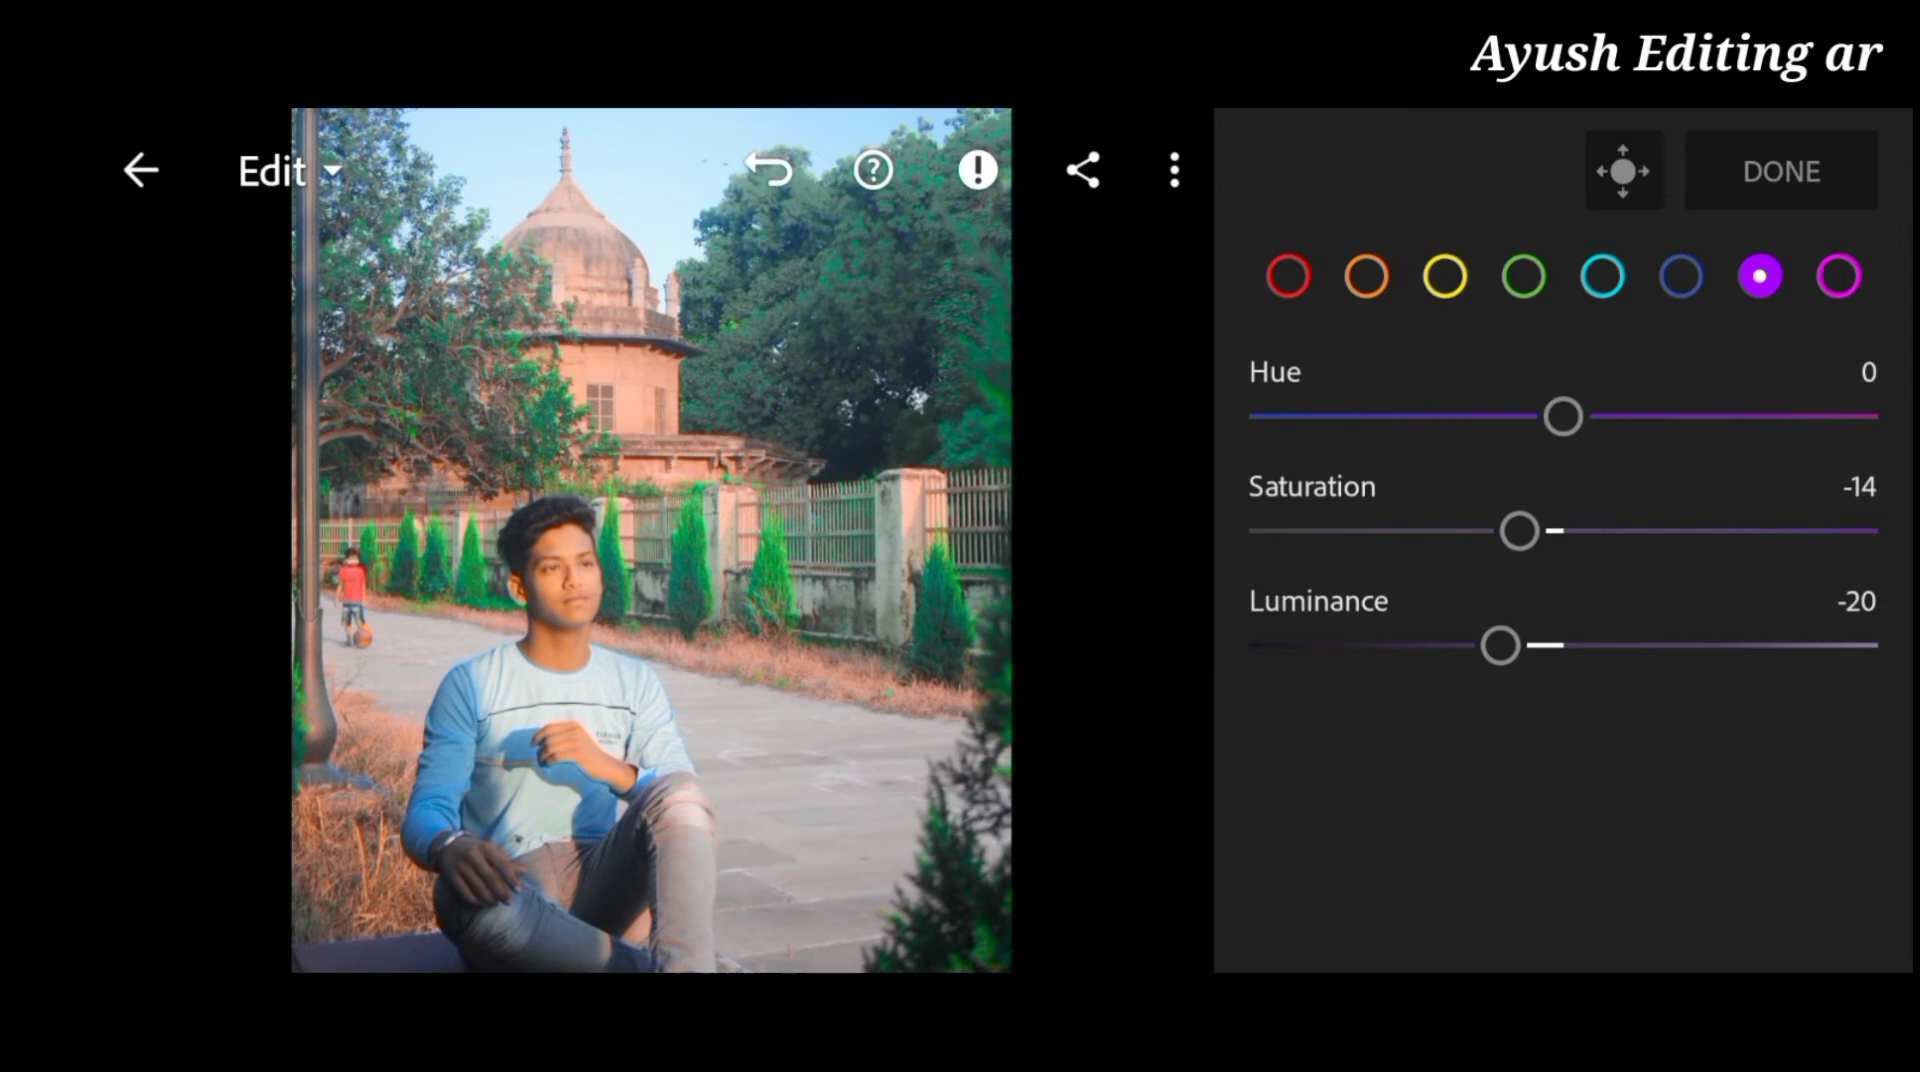 Ayush Editing ar
Edit
DONE
Hue 0
Saturation -14
Luminance -20